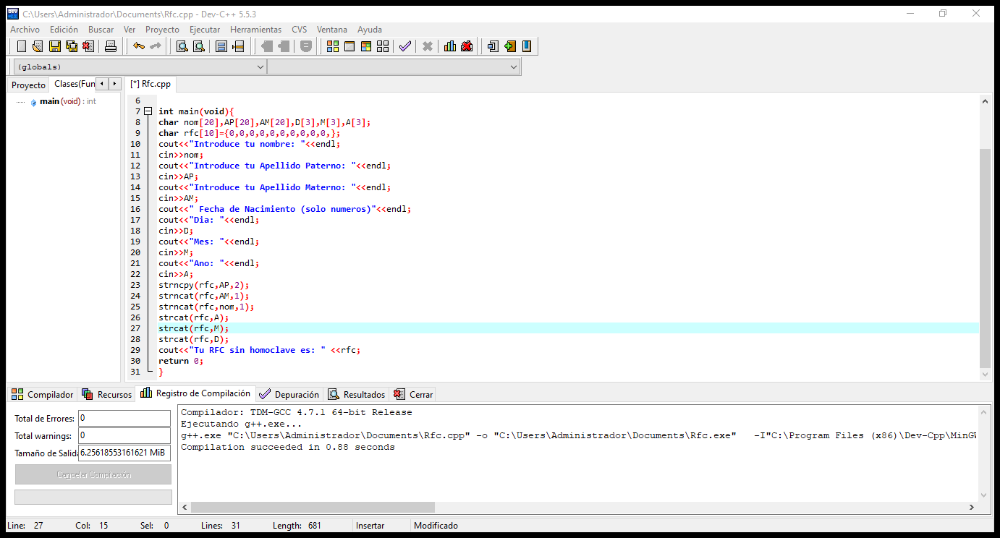 C:\Users\Administrador\Documents\Rfc.cpp - Dev-C++ 5.5.3
Archivo Edición Buscar Ver Proyecto Ejecutar Herramientas CVS Ventana Ayuda
(globals)
Proyecto Clases(Fun [*] Rfc.cpp
main (void) : int
6
7 int main(void){
8 char nom[20],AP[20],AM[20],D[3],M[3],A[3];
9 char rfc[10]={0,0,0,0,0,0,0,0,0,0,};
10 cout<<"Introduce tu nombre: "<<endl;
11 cin>>nom;
12 cout<<"Introduce tu Apellido Paterno: "<<endl;
13 cin>>AP;
14 cout<<"Introduce tu Apellido Materno: "<<endl;
15 cin>>AM;
16 cout<<" Fecha de Nacimiento (solo numeros)"<<endl;
17 cout<<"Dia: "<<endl;
18 cin>>D;
19 cout<<"Mes: "<<endl;
20 cin>>M;
21 cout<<"Ano: "<<endl;
22 cin>>A;
23 strncpy(rfc,AP,2);
24 strncat(rfc,AM,1);
25 strncat(rfc,nom,1);
26 strcat(rfc,A);
27 strcat(rfc,M);
28 strcat(rfc,D);
29 cout<<"Tu RFC sin homoclave es: " <<rfc;
30 return 0;
31 }
Compilador Recursos Registro de Compilación Depuración Resultados Cerrar
Total de Errores: 0
Total warnings: 0
Tamaño de Salida 6.25618553161621 MiB
Cancelar Compilación
Compilador: TDM-GCC 4.7.1 64-bit Release
Ejecutando g++.exe...
g++.exe "C:\Users\Administrador\Documents\Rfc.cpp" -o "C:\Users\Administrador\Documents\Rfc.exe" -I"C:\Program Files (x86)\Dev-Cpp\MinGW
Compilation succeeded in 0.88 seconds
Line: 27 Col: 15 Sel: 0 Lines: 31 Length: 681 Insertar Modificado